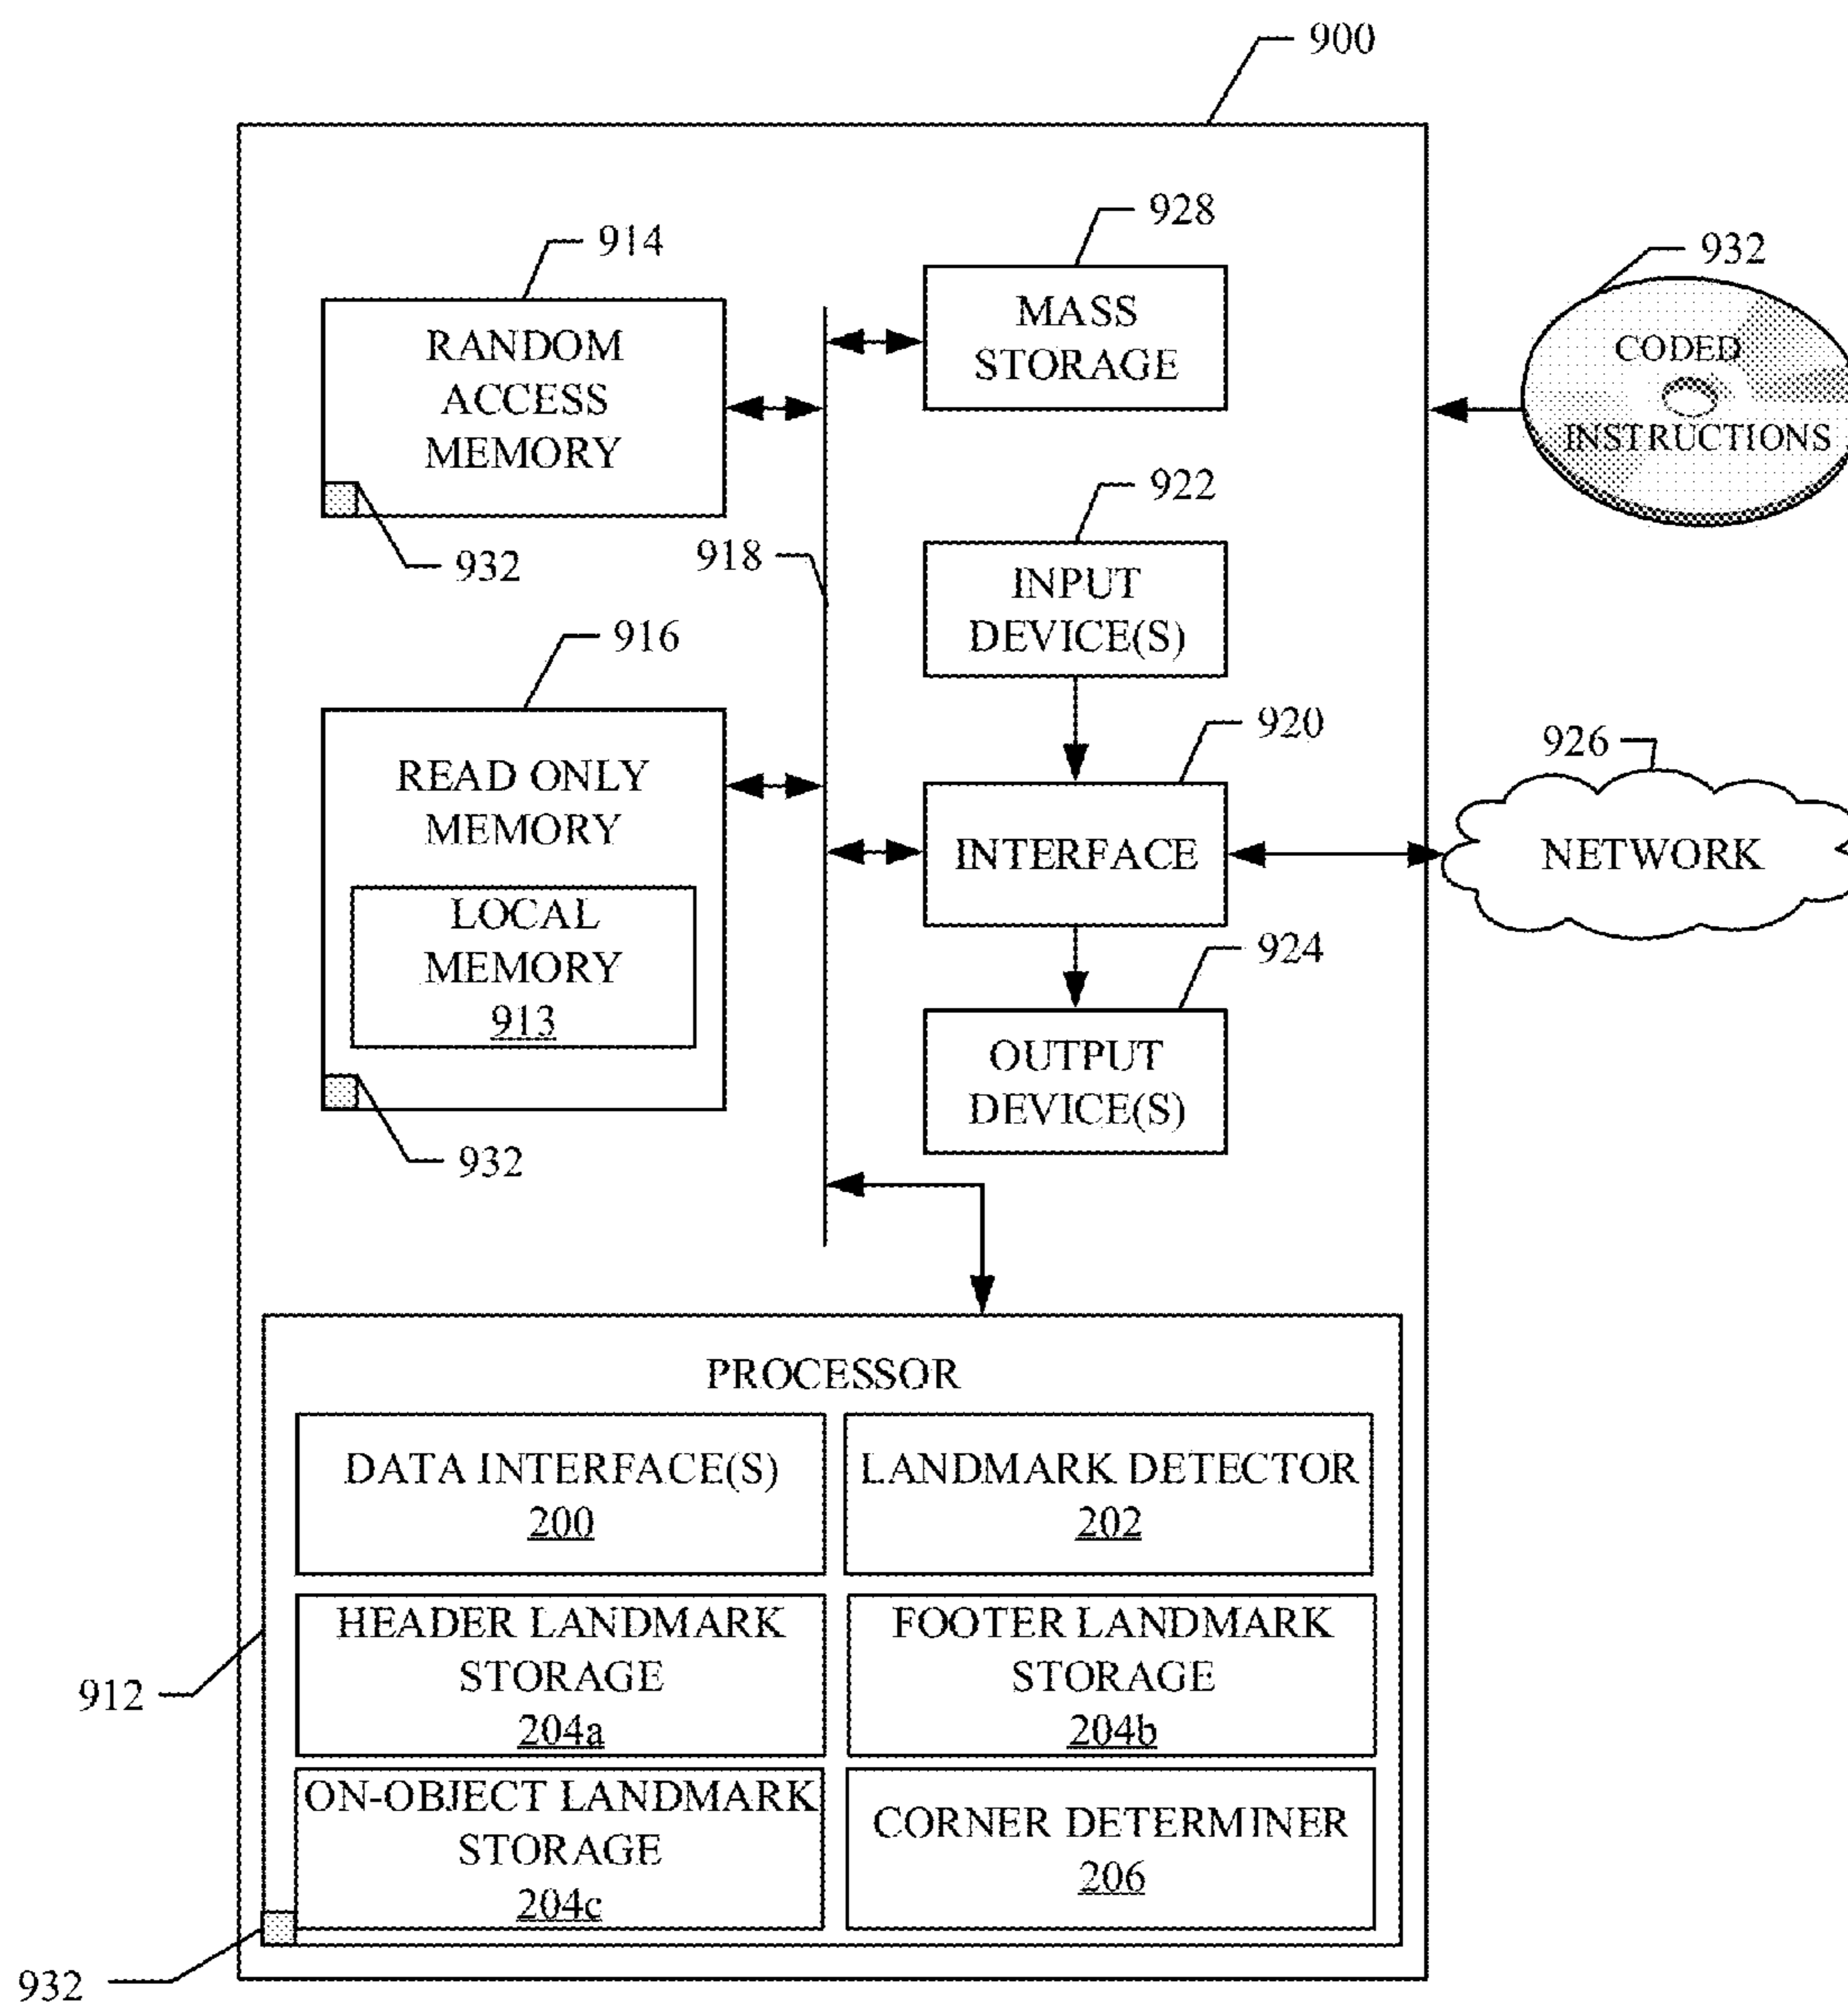 900
928
914
MASS
STORAGE
932
RANDOM
ACCESS
MEMORY
CODED
INSTRUCTIONS
922
932
918
INPUT
DEVICE(S)
916
920
926
READ ONLY
MEMORY
INTERFACE
NETWORK
LOCAL
MEMORY
913
924
OUTPUT
DEVICE(S)
932
PROCESSOR
DATA INTERFACE(S)
200
LANDMARK DETECTOR
202
HEADER LANDMARK
STORAGE
204a
FOOTER LANDMARK
STORAGE
204b
912
ON-OBJECT LANDMARK
STORAGE
204c
CORNER DETERMINER
206
932